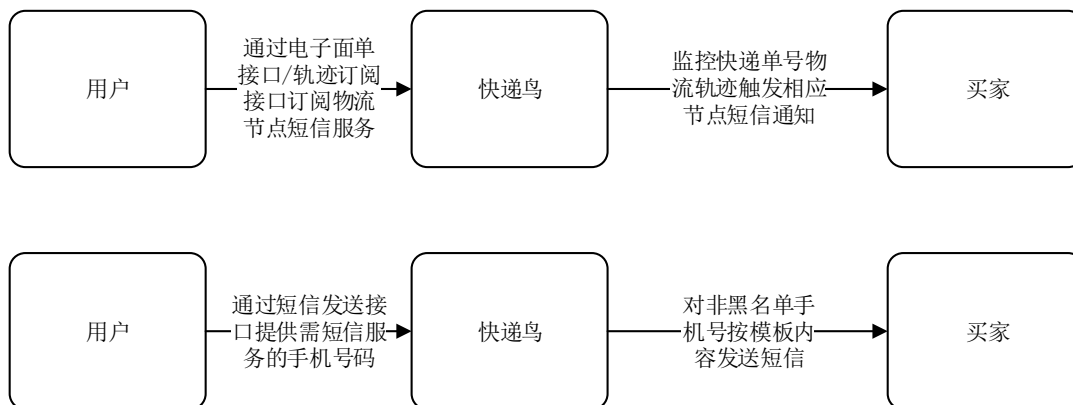 用户
通过电子面单
接口/轨迹订阅
接口订阅物流
节点短信服务
快递鸟
监控快递单号物
流轨迹触发相应
节点短信通知
买家
用户
通过短信发送接
口提供需短信服
务的手机号码
快递鸟
对非黑名单手
机号按模板内
容发送短信
买家